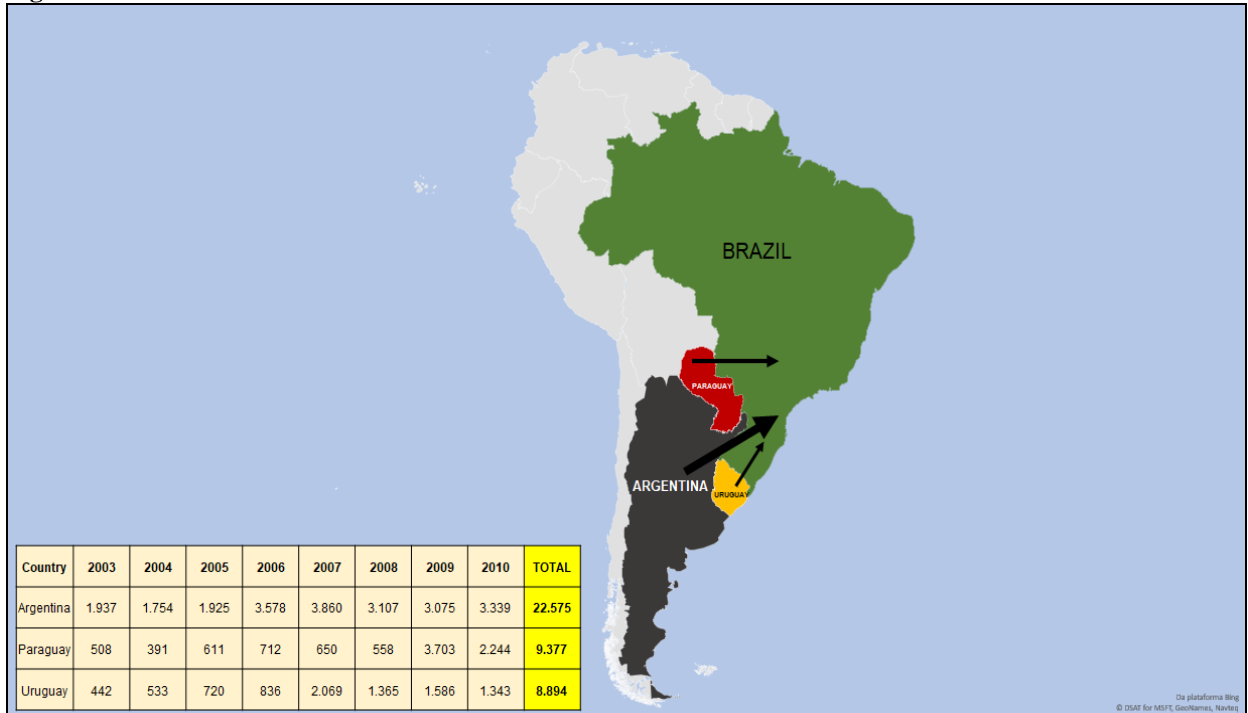 BRAZIL
PARAGUAY
ARGENTINA
URUGUAY
Country 2003 2004 2005 2006 2007 2008 2009 2010 TOTAL
Argentina 1.937 1.754 1.925 3.578 3.860 3.107 3.075 3.339 22.575
Paraguay 508 391 611 712 650 558 3.703 2.244 9.377
Uruguay 442 533 720 836 2.069 1.365 1.586 1.343 8.894
Da plataforma Bing
© DSAT for MSFT, GeoNames, Navteq